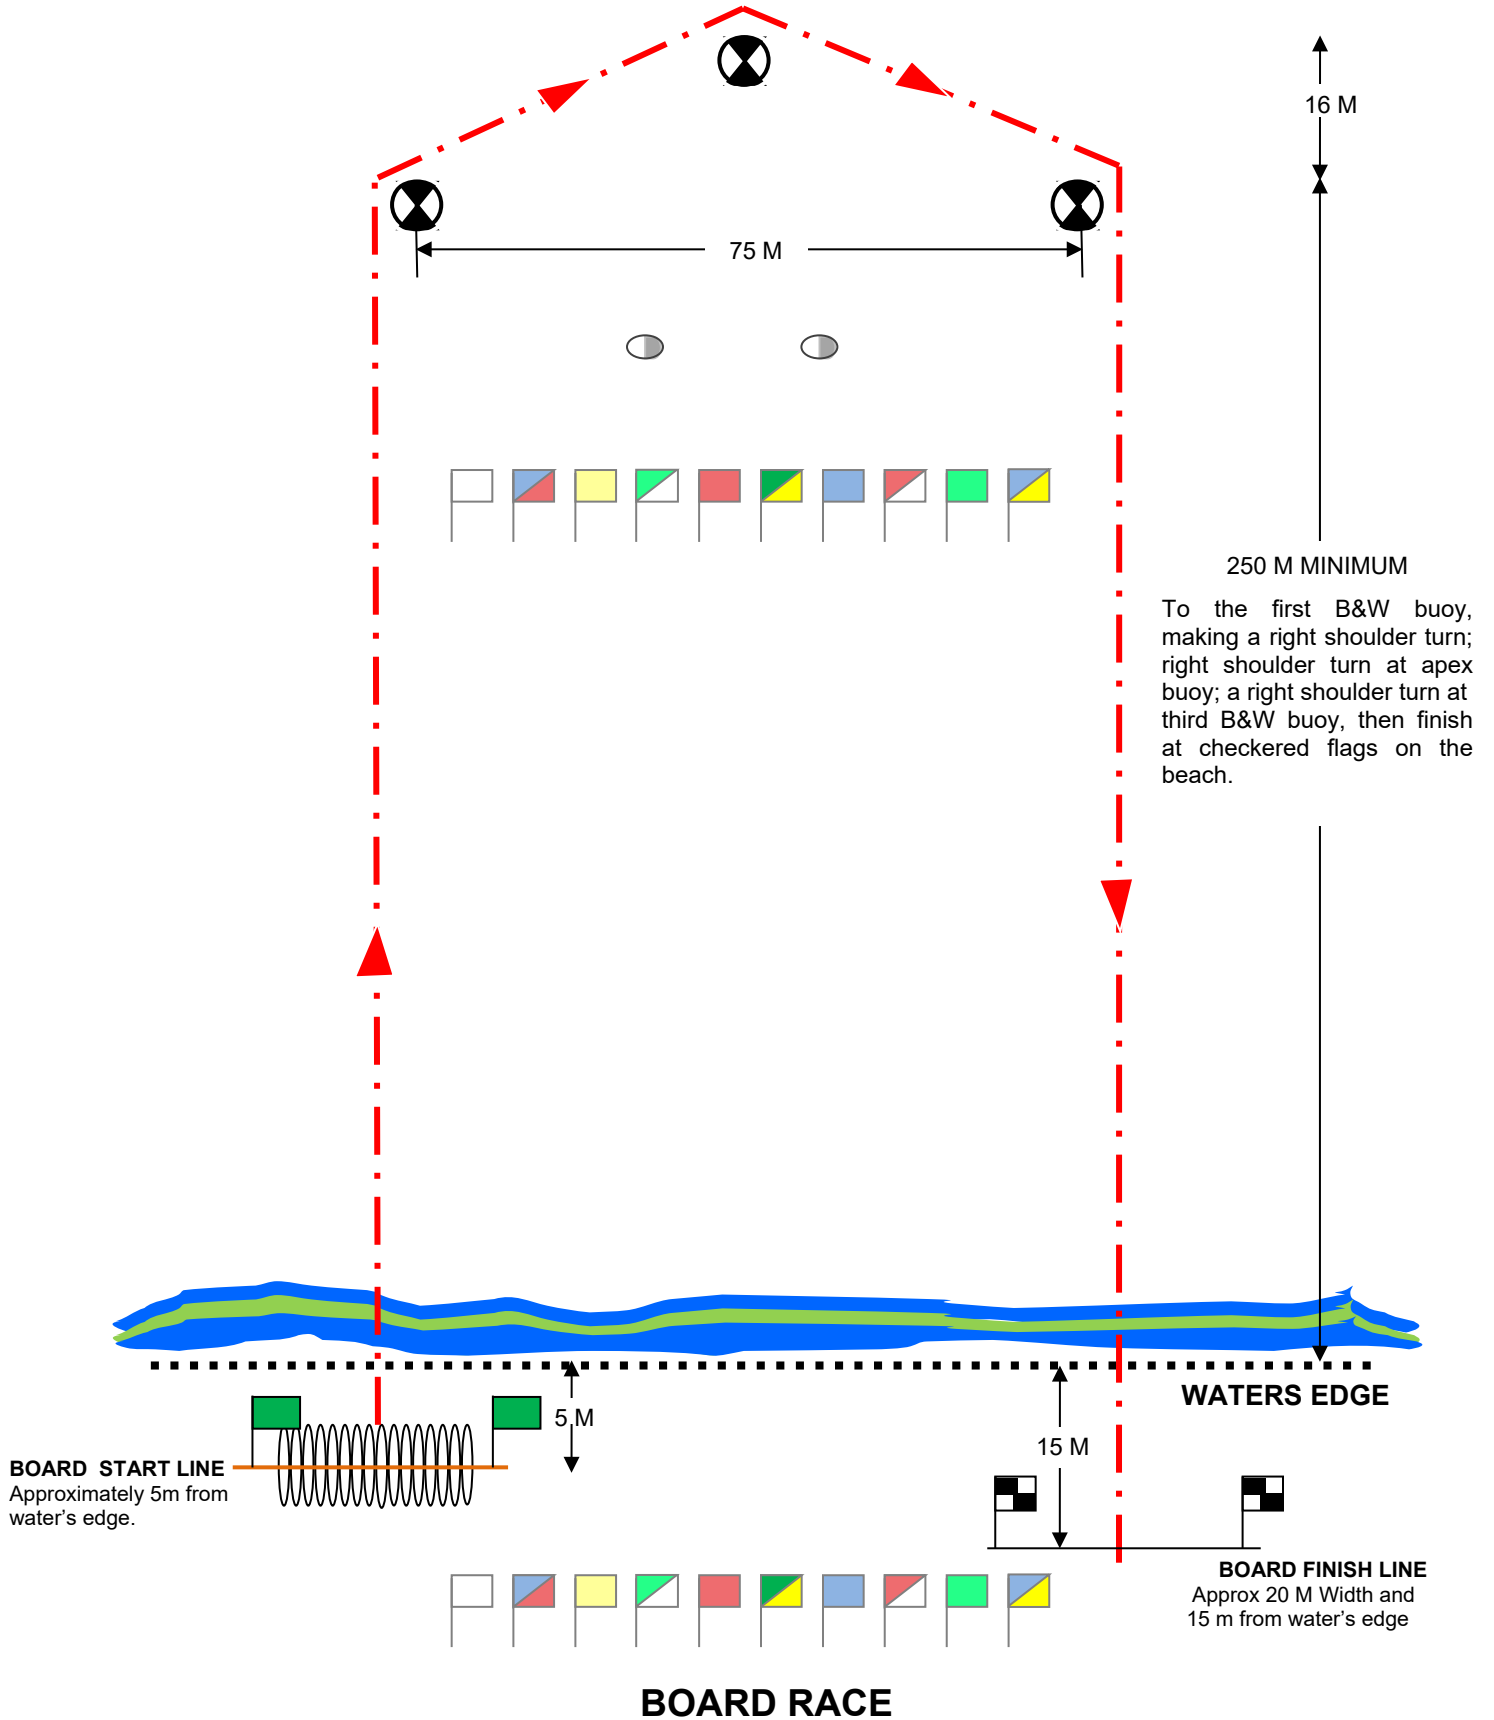 16 M
75 M
250 M MINIMUM
To the first B&W buoy,
making a right shoulder turn;
right shoulder turn at apex
buoy; a right shoulder turn at
third B&W buoy, then finish
at checkered flags on the
beach.
WATERS EDGE
5 M
15 M
BOARD START LINE
Approximately 5m from
water’s edge.
BOARD FINISH LINE
Approx 20 M Width and
15 m from water’s edge
BOARD RACE